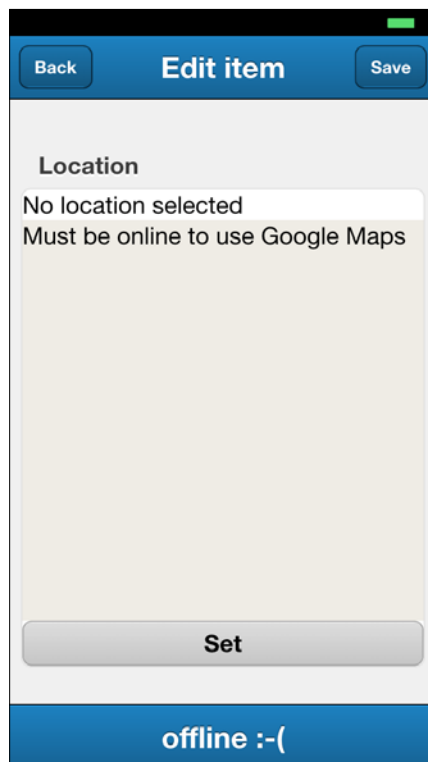 Back
Edit item
Save
Location
No location selected
Must be online to use Google Maps
Set
offline :-(